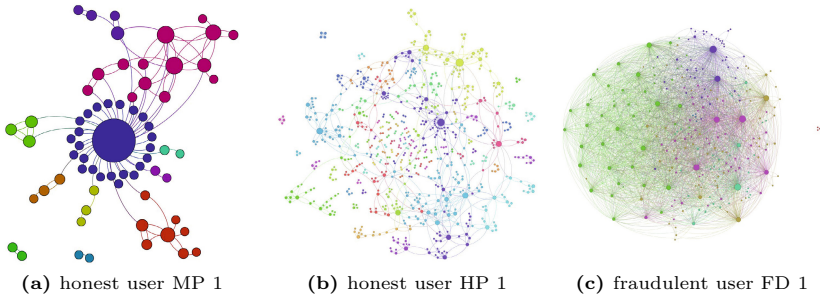 (a) honest user MP 1
(b) honest user HP 1
(c) fraudulent user FD 1